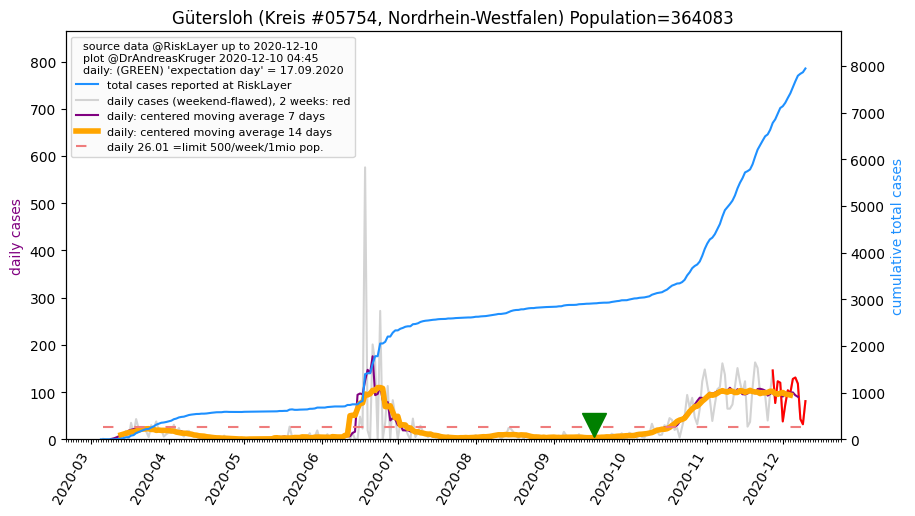 Gütersloh (Kreis #05754, Nordrhein-Westfalen) Population=364083
source data @RiskLayer up to 2020-12-10
plot @DrAndreasKruger 2020-12-10 04:45
daily: (GREEN) 'expectation day' = 17.09.2020
total cases reported at RiskLayer
daily cases (weekend-flawed), 2 weeks: red
daily: centered moving average 7 days
daily: centered moving average 14 days
daily 26.01 =limit 500/week/1mio pop.
daily cases
800
700
600
500
400
300
200
100
0
cumulative total cases
8000
7000
6000
5000
4000
3000
2000
1000
0
2020-03
2020-04
2020-05
2020-06
2020-07
2020-08
2020-09
2020-10
2020-11
2020-12